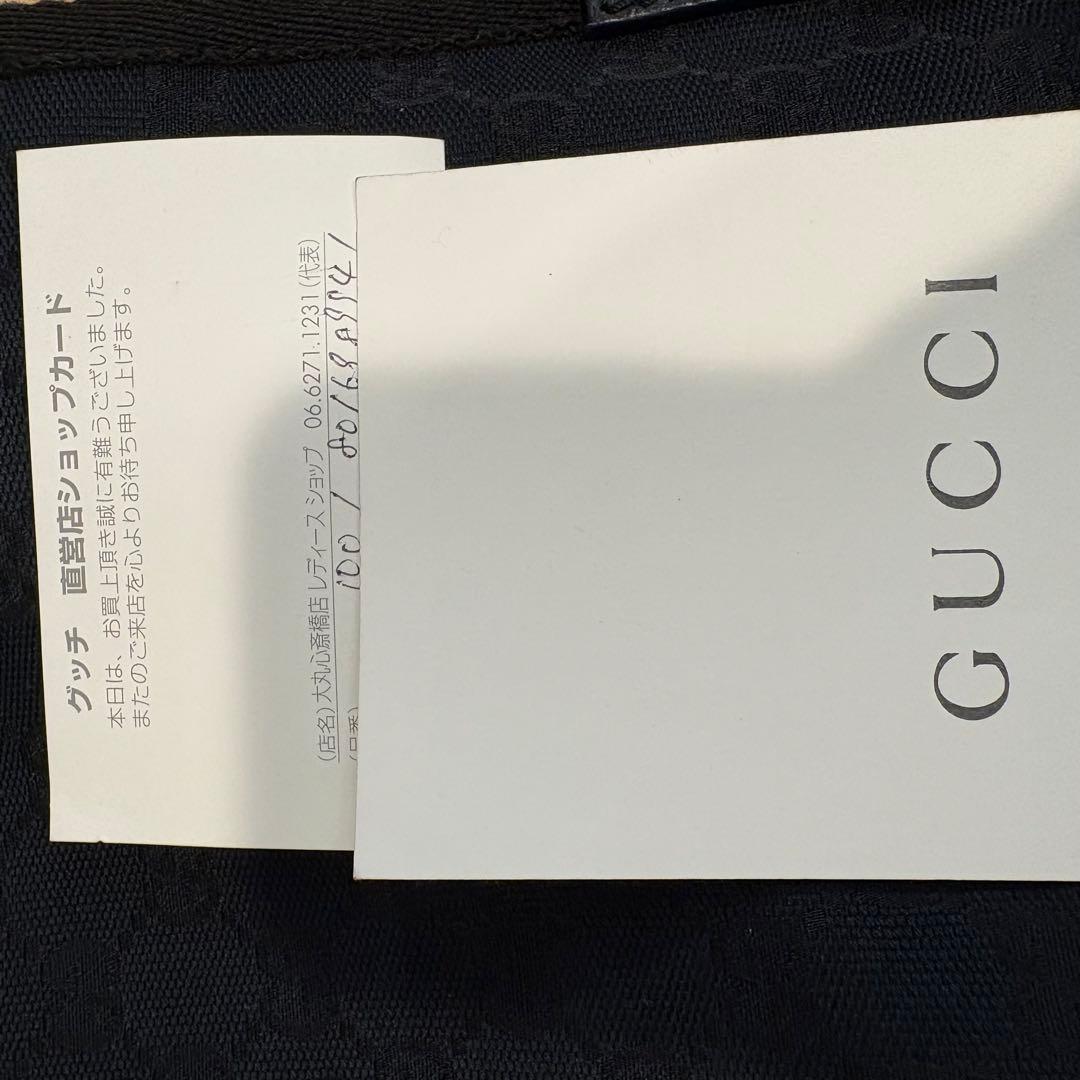 グッチ 直営店ショップカード
本日は、お買上頂き誠に有難うございました。
またのご来店を心よりお待ち申し上げます。
(店名) 大丸心斎橋店 レディース ショップ 06.6271.1231 (代表)
GUCCI